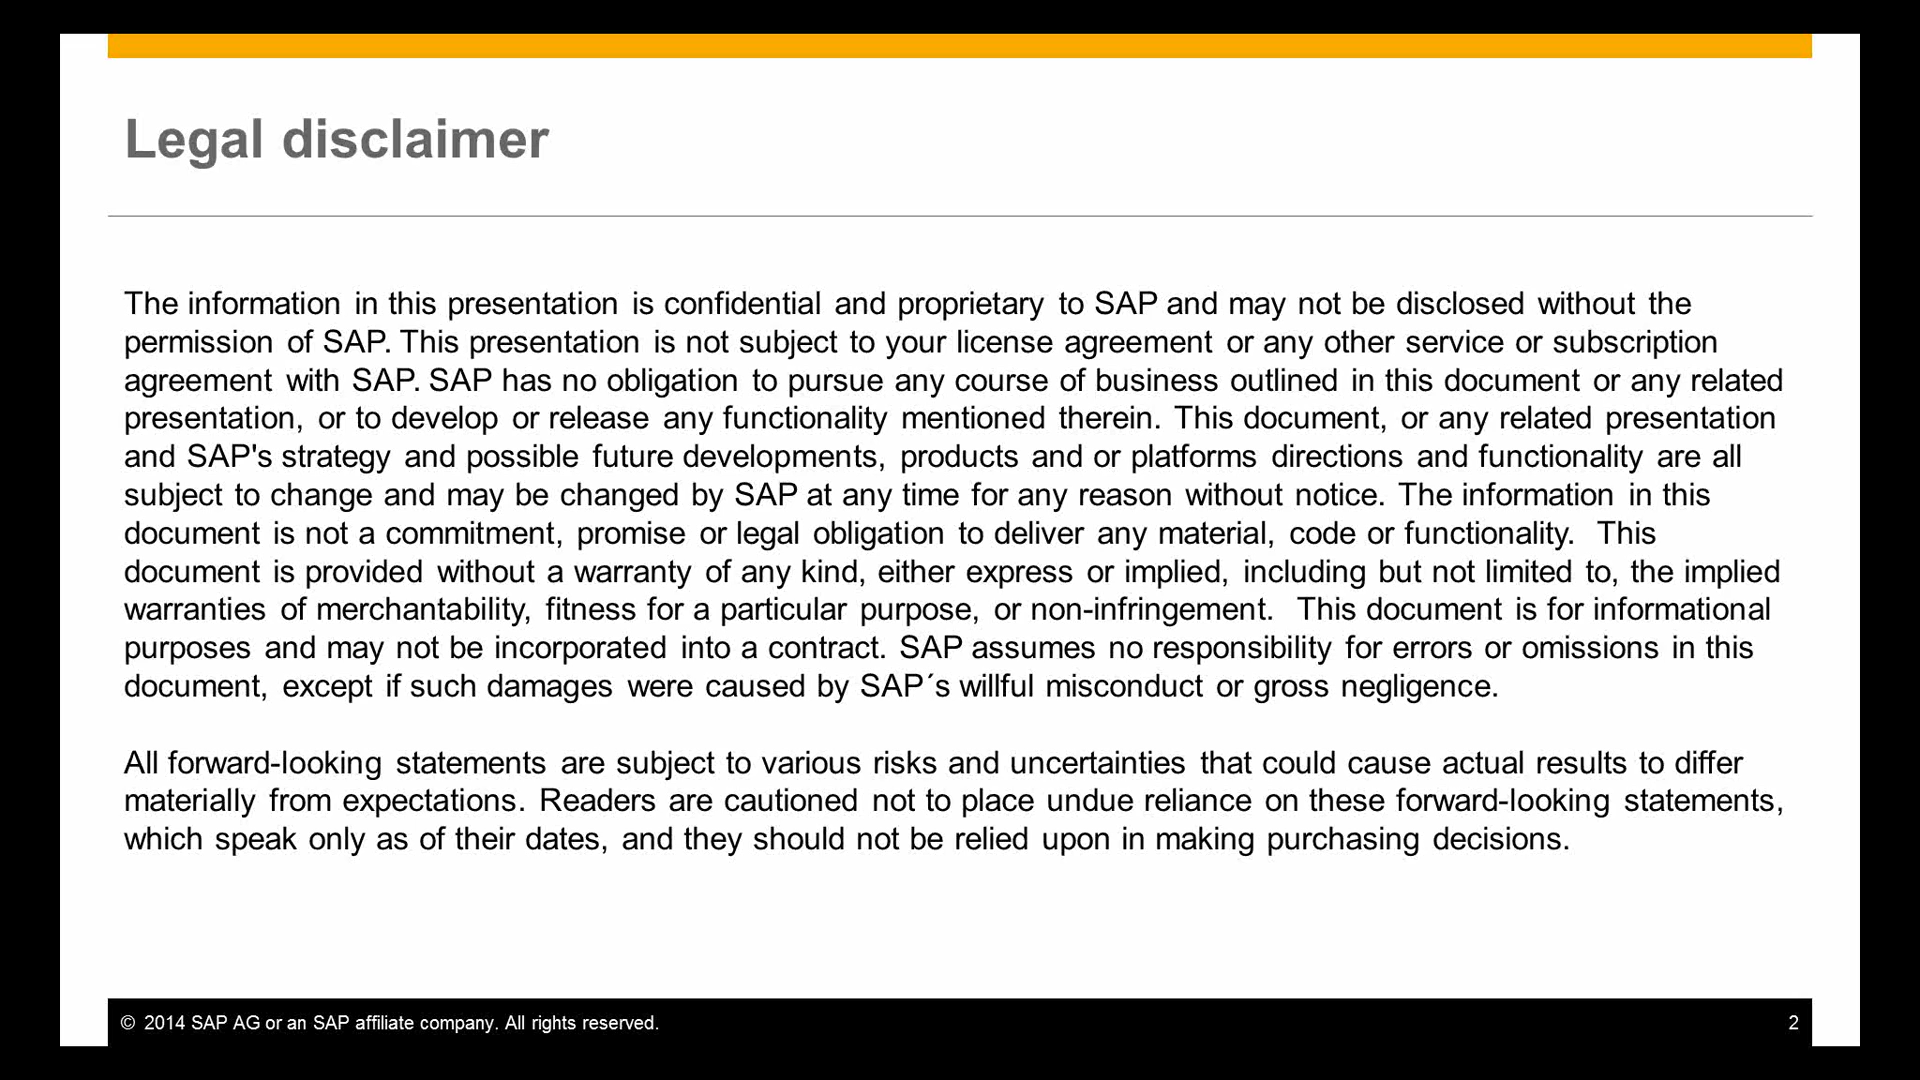 Legal disclaimer
The information in this presentation is confidential and proprietary to SAP and may not be disclosed without the
permission of SAP. This presentation is not subject to your license agreement or any other service or subscription
agreement with SAP. SAP has no obligation to pursue any course of business outlined in this document or any related
presentation, or to develop or release any functionality mentioned therein. This document, or any related presentation
and SAP's strategy and possible future developments, products and or platforms directions and functionality are all
subject to change and may be changed by SAP at any time for any reason without notice. The information in this
document is not a commitment, promise or legal obligation to deliver any material, code or functionality.  This
document is provided without a warranty of any kind, either express or implied, including but not limited to, the implied
warranties of merchantability, fitness for a particular purpose, or non-infringement.  This document is for informational
purposes and may not be incorporated into a contract. SAP assumes no responsibility for errors or omissions in this
document, except if such damages were caused by SAP´s willful misconduct or gross negligence.
All forward-looking statements are subject to various risks and uncertainties that could cause actual results to differ
materially from expectations. Readers are cautioned not to place undue reliance on these forward-looking statements,
which speak only as of their dates, and they should not be relied upon in making purchasing decisions.
© 2014 SAP AG or an SAP affiliate company. All rights reserved.
2